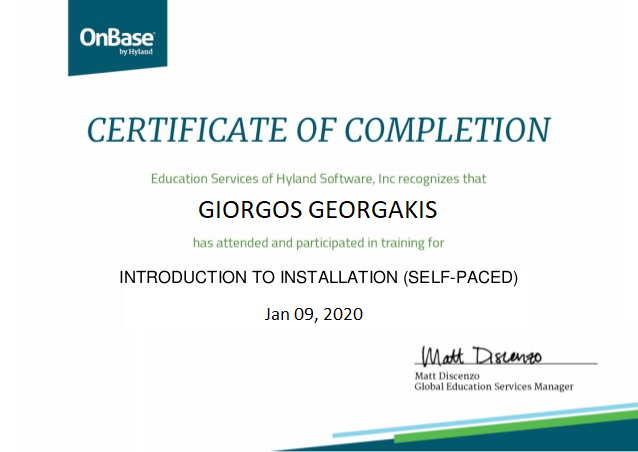 OnBase®
by Hyland
CERTIFICATE OF COMPLETION
Education Services of Hyland Software, Inc recognizes that
GIORGOS GEORGAKIS
has attended and participated in training for
INTRODUCTION TO INSTALLATION (SELF-PACED)
Jan 09, 2020
Matt Discenzo
Matt Discenzo
Global Education Services Manager